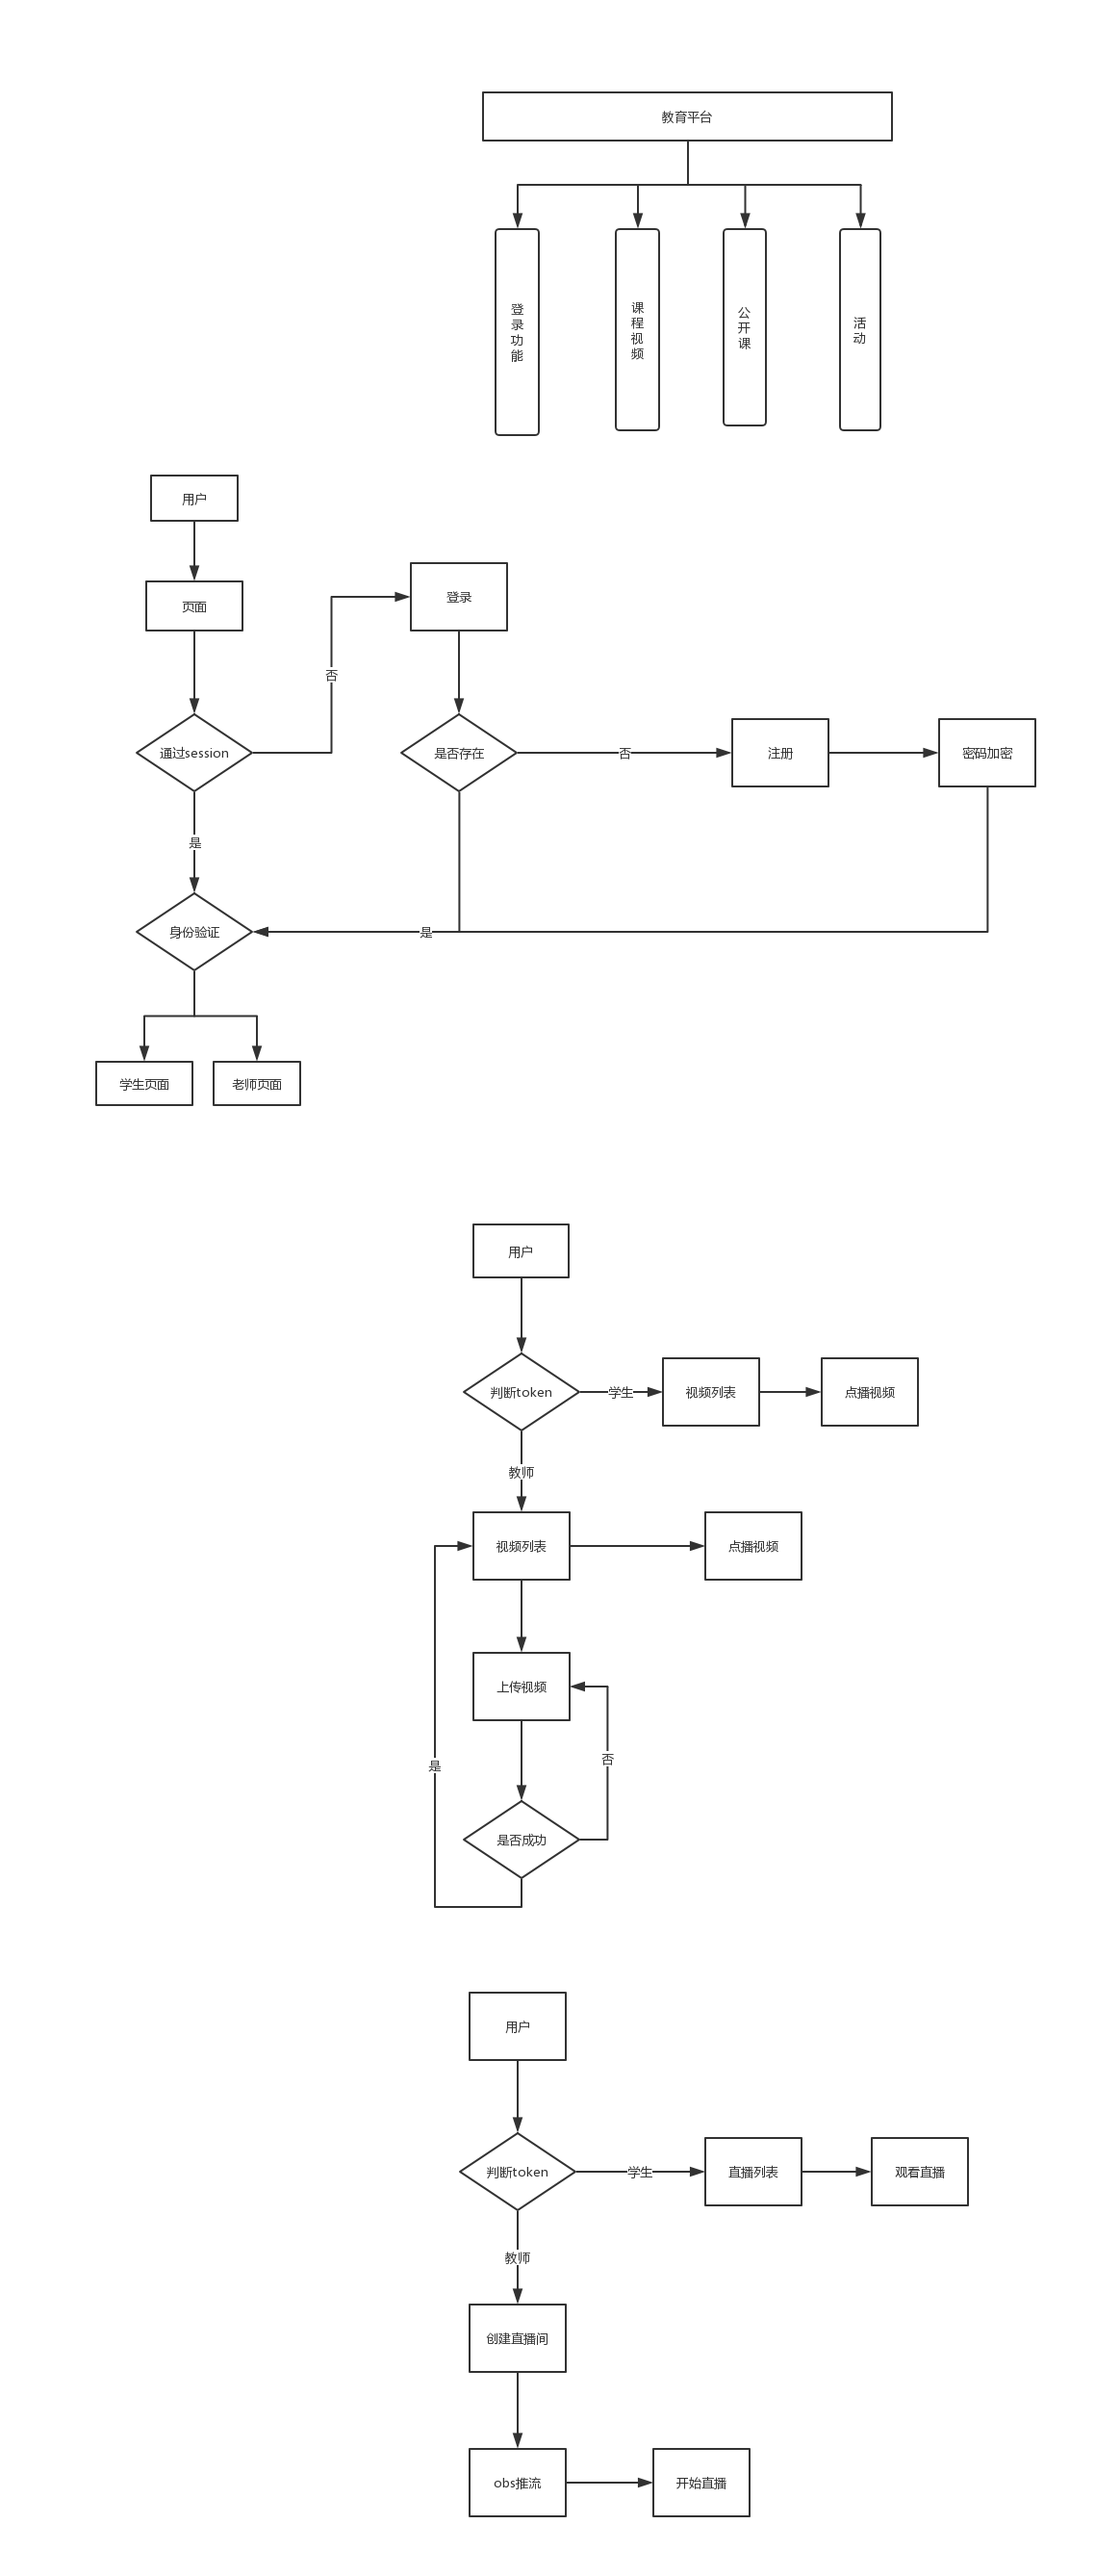 教育平台
登录功能
课程视频
公开课
活动
用户
页面
登录
否
通过session
是否存在
否
注册
密码加密
是
身份验证
是
学生页面
老师页面
用户
判断token
学生
视频列表
点播视频
教师
视频列表
点播视频
上传视频
否
是
是否成功
用户
判断token
学生
直播列表
观看直播
教师
创建直播间
obs推流
开始直播